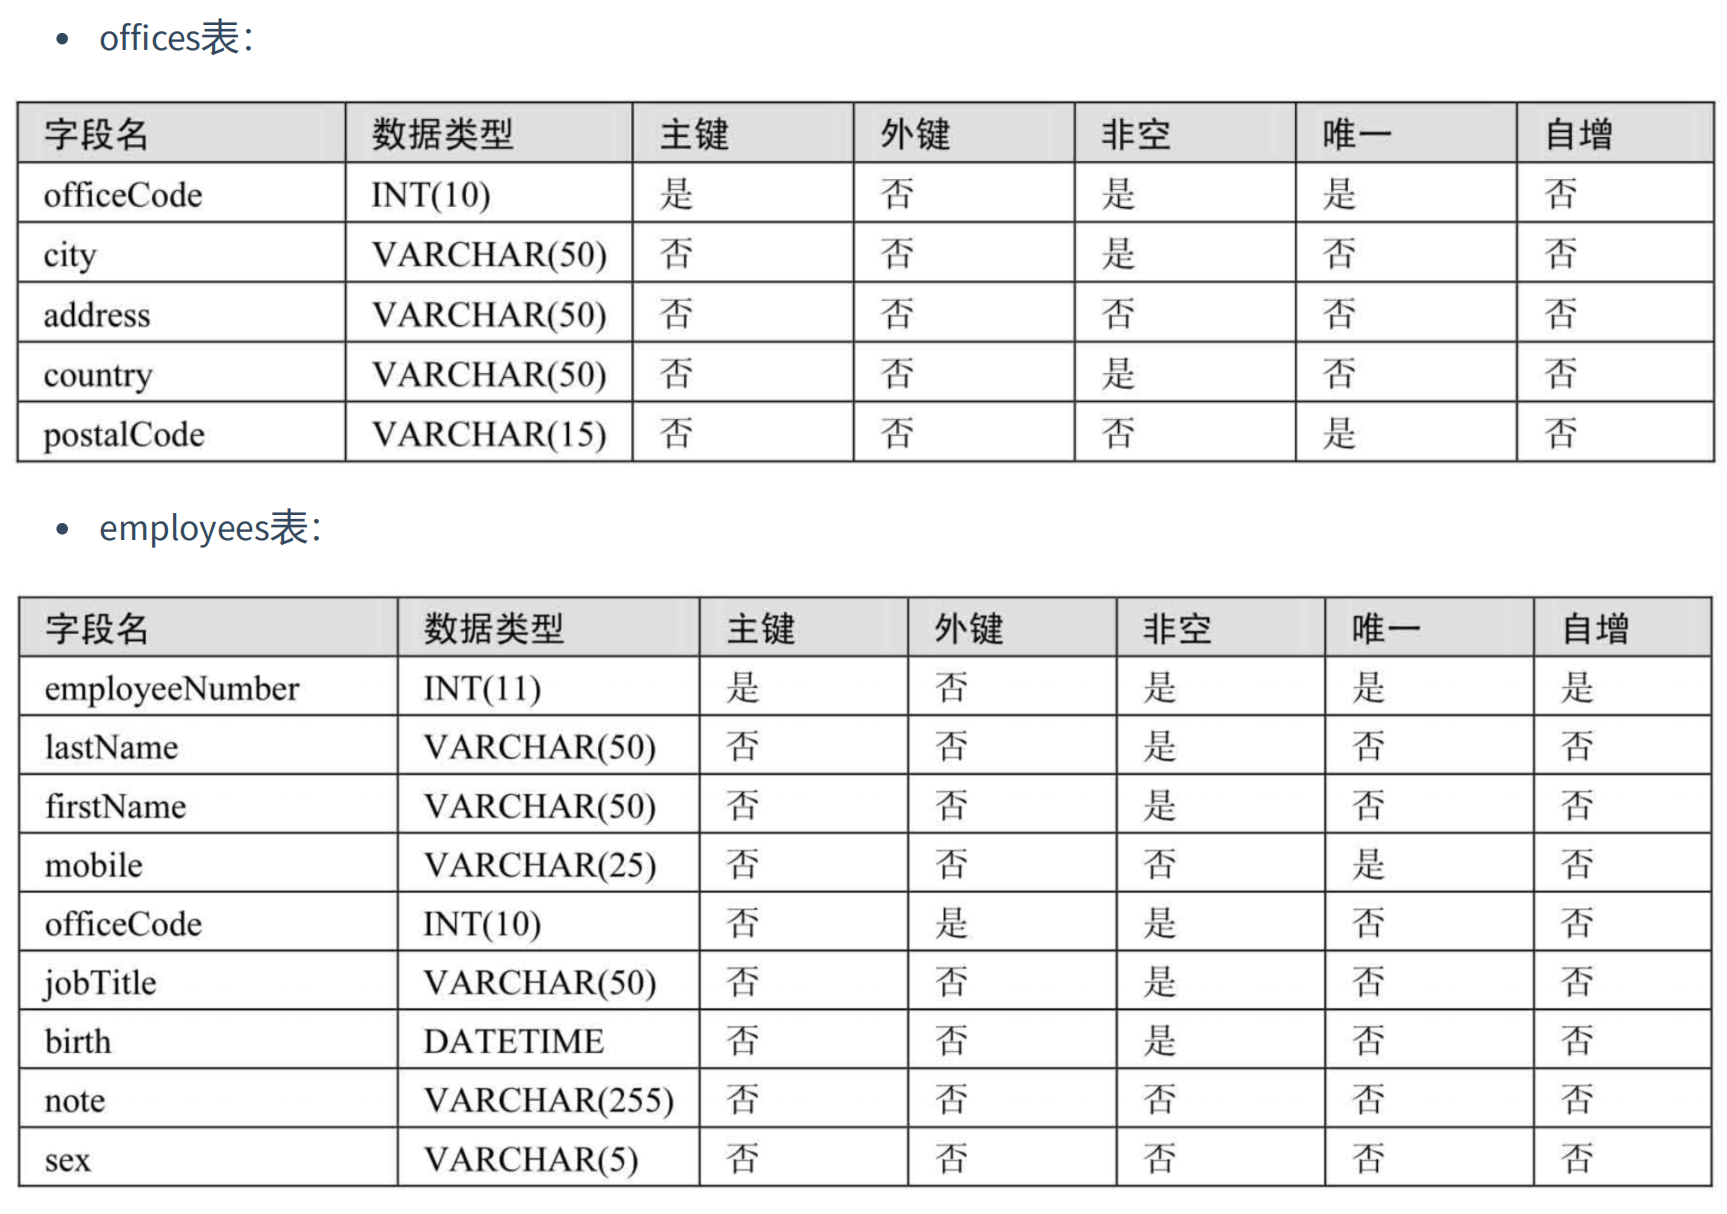 • offices表：
字段名 数据类型 主键 外键 非空 唯一 自增
officeCode INT(10) 是 否 是 是 否
city VARCHAR(50) 否 否 是 否 否
address VARCHAR(50) 否 否 否 否 否
country VARCHAR(50) 否 否 是 否 否
postalCode VARCHAR(15) 否 否 否 是 否
• employees表：
字段名 数据类型 主键 外键 非空 唯一 自增
employeeNumber INT(11) 是 否 是 是 是
lastName VARCHAR(50) 否 否 是 否 否
firstName VARCHAR(50) 否 否 是 否 否
mobile VARCHAR(25) 否 否 否 是 否
officeCode INT(10) 否 是 是 否 否
jobTitle VARCHAR(50) 否 否 是 否 否
birth DATETIME 否 否 是 否 否
note VARCHAR(255) 否 否 否 否 否
sex VARCHAR(5) 否 否 否 否 否